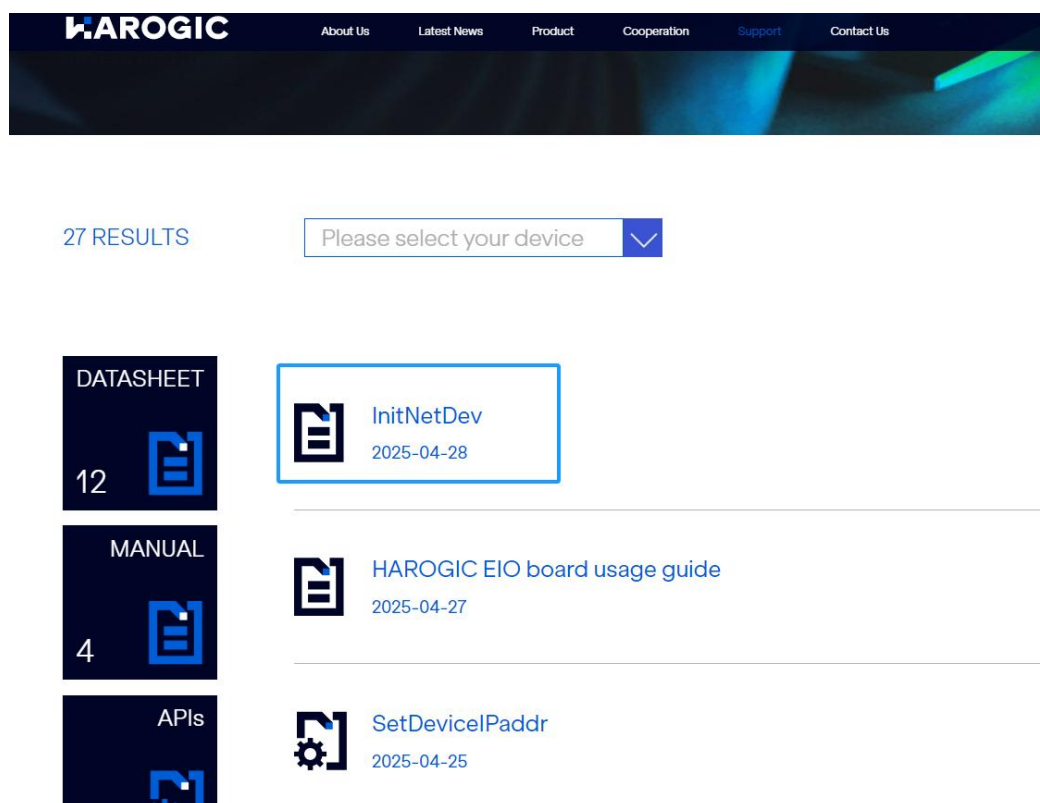 HAROGIC
About Us Latest News Product Cooperation Support Contact Us
27 RESULTS
Please select your device
DATASHEET
12
InitNetDev
2025-04-28
MANUAL
4
HAROGIC EIO board usage guide
2025-04-27
APIs
SetDeviceIPaddr
2025-04-25